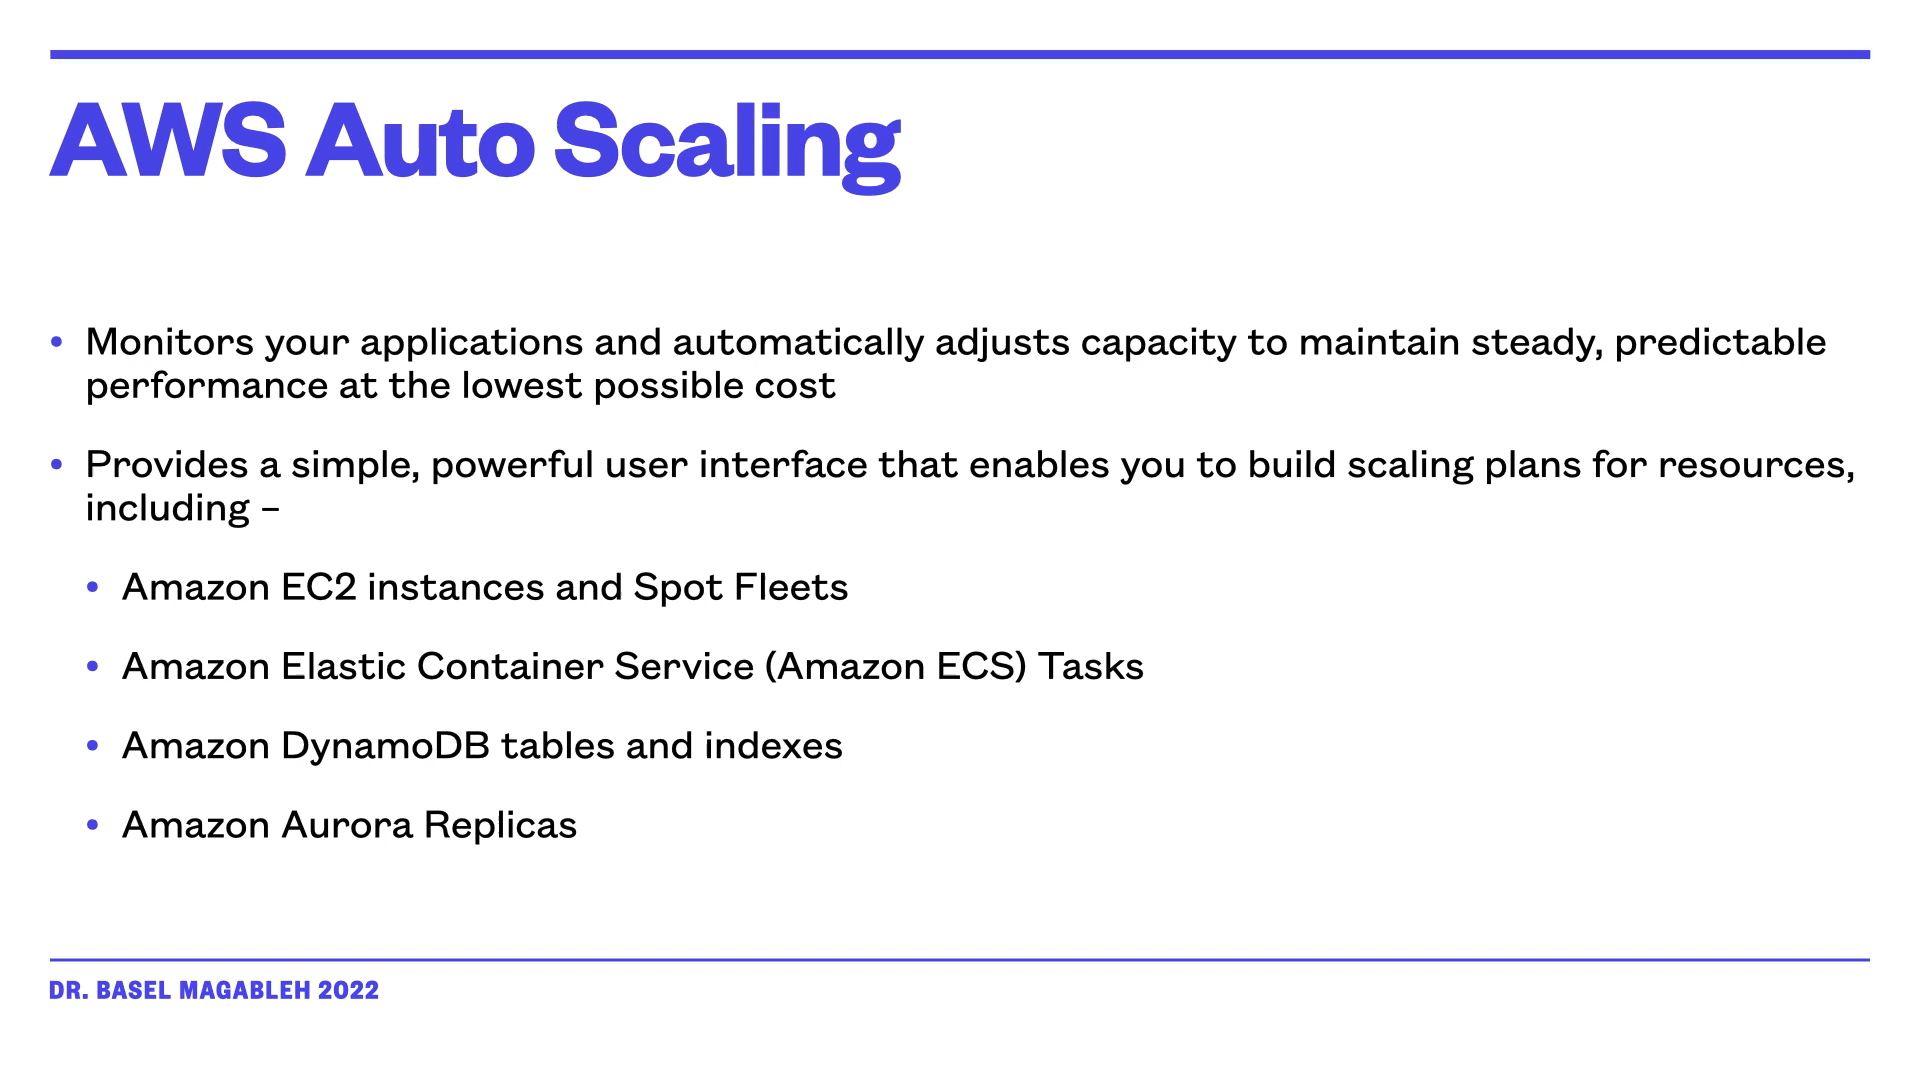 AWS Auto Scaling
• Monitors your applications and automatically adjusts capacity to maintain steady, predictable
performance at the lowest possible cost
• Provides a simple, powerful user interface that enables you to build scaling plans for resources,
including –
• Amazon EC2 instances and Spot Fleets
• Amazon Elastic Container Service (Amazon ECS) Tasks
• Amazon DynamoDB tables and indexes
• Amazon Aurora Replicas
DR. BASEL MAGABLEH 2022